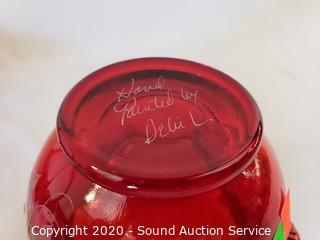 Hand
Painted by
Debi L
Copyright 2020 - Sound Auction Service